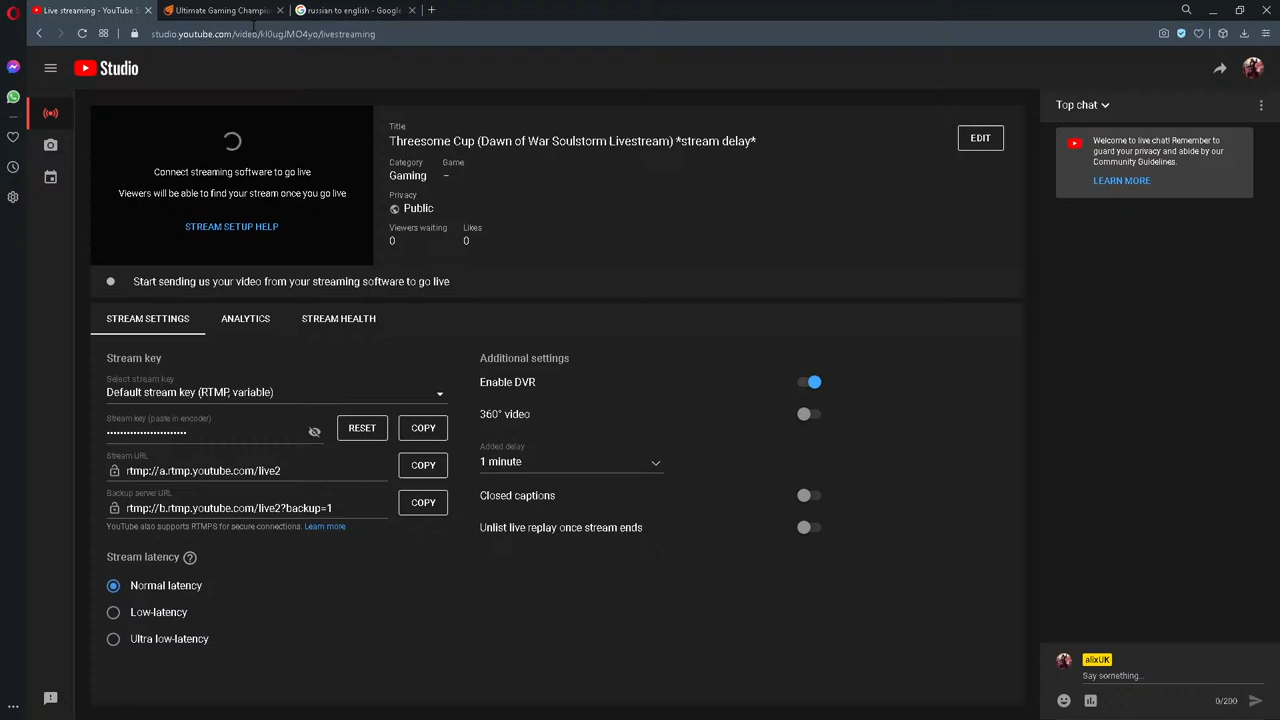 Live streaming - YouTube S
Ultimate Gaming Champio
russian to english - Google
studio.youtube.com/video/kI0ugJMO4yo/livestreaming
Studio
Connect streaming software to go live
Viewers will be able to find your stream once you go live
STREAM SETUP HELP
Title
Threesome Cup (Dawn of War Soulstorm Livestream) *stream delay*
EDIT
Category
Game
Gaming
–
Privacy
Public
Viewers waiting
Likes
0
0
Start sending us your video from your streaming software to go live
STREAM SETTINGS
ANALYTICS
STREAM HEALTH
Stream key
Select stream key
Default stream key (RTMP, variable)
Stream key (paste in encoder)
••••••••••••••••••••••••
RESET
COPY
Stream URL
rtmp://a.rtmp.youtube.com/live2
COPY
Backup server URL
rtmp://b.rtmp.youtube.com/live2?backup=1
COPY
YouTube also supports RTMPS for secure connections. Learn more
Stream latency
Normal latency
Low-latency
Ultra low-latency
Additional settings
Enable DVR
360° video
Added delay
1 minute
Closed captions
Unlist live replay once stream ends
Top chat
Welcome to live chat! Remember to
guard your privacy and abide by our
Community Guidelines.
LEARN MORE
alixUK
Say something...
0/200